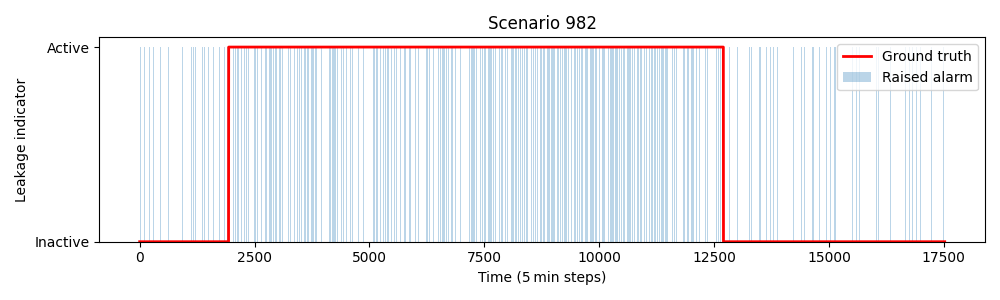 Scenario 982
Leakage indicator
Active
Inactive
Ground truth
Raised alarm
0 2500 5000 7500 10000 12500 15000 17500
Time (5 min steps)